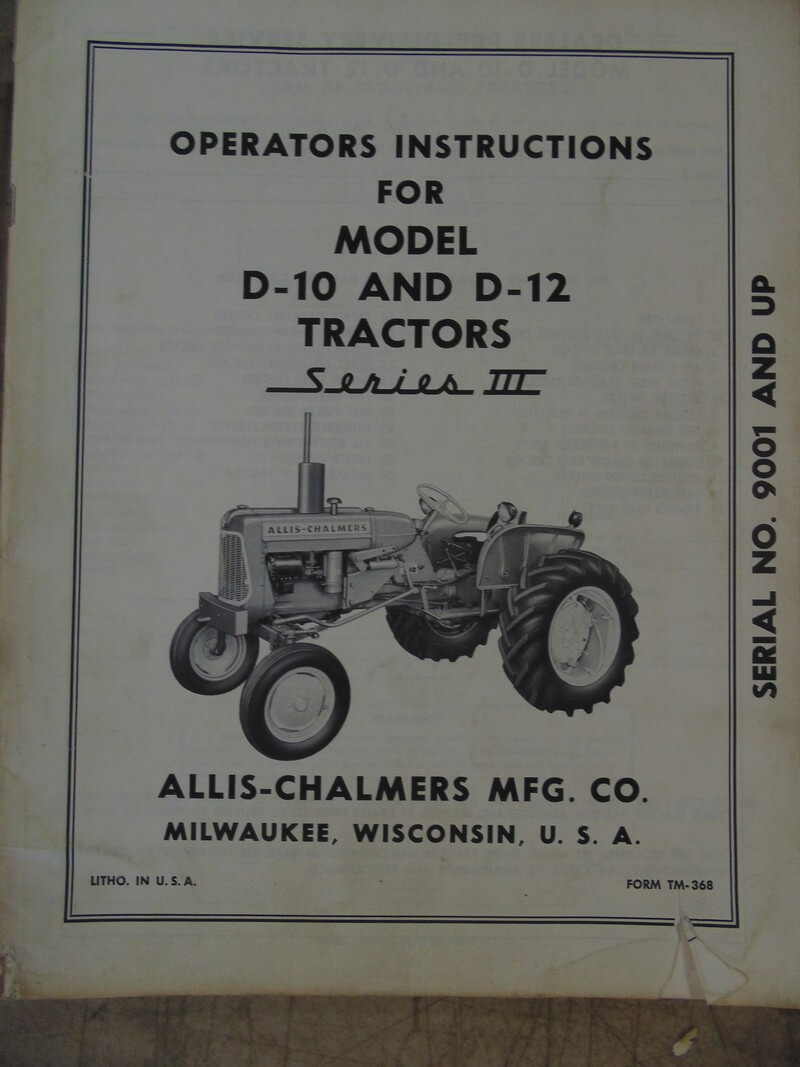 OPERATORS INSTRUCTIONS
FOR
MODEL
D-10 AND D-12
TRACTORS
Series III
ALLIS-CHALMERS
ALLIS-CHALMERS MFG. CO.
MILWAUKEE, WISCONSIN, U. S. A.
LITHO. IN U. S. A.
FORM TM-368
SERIAL NO. 9001 AND UP